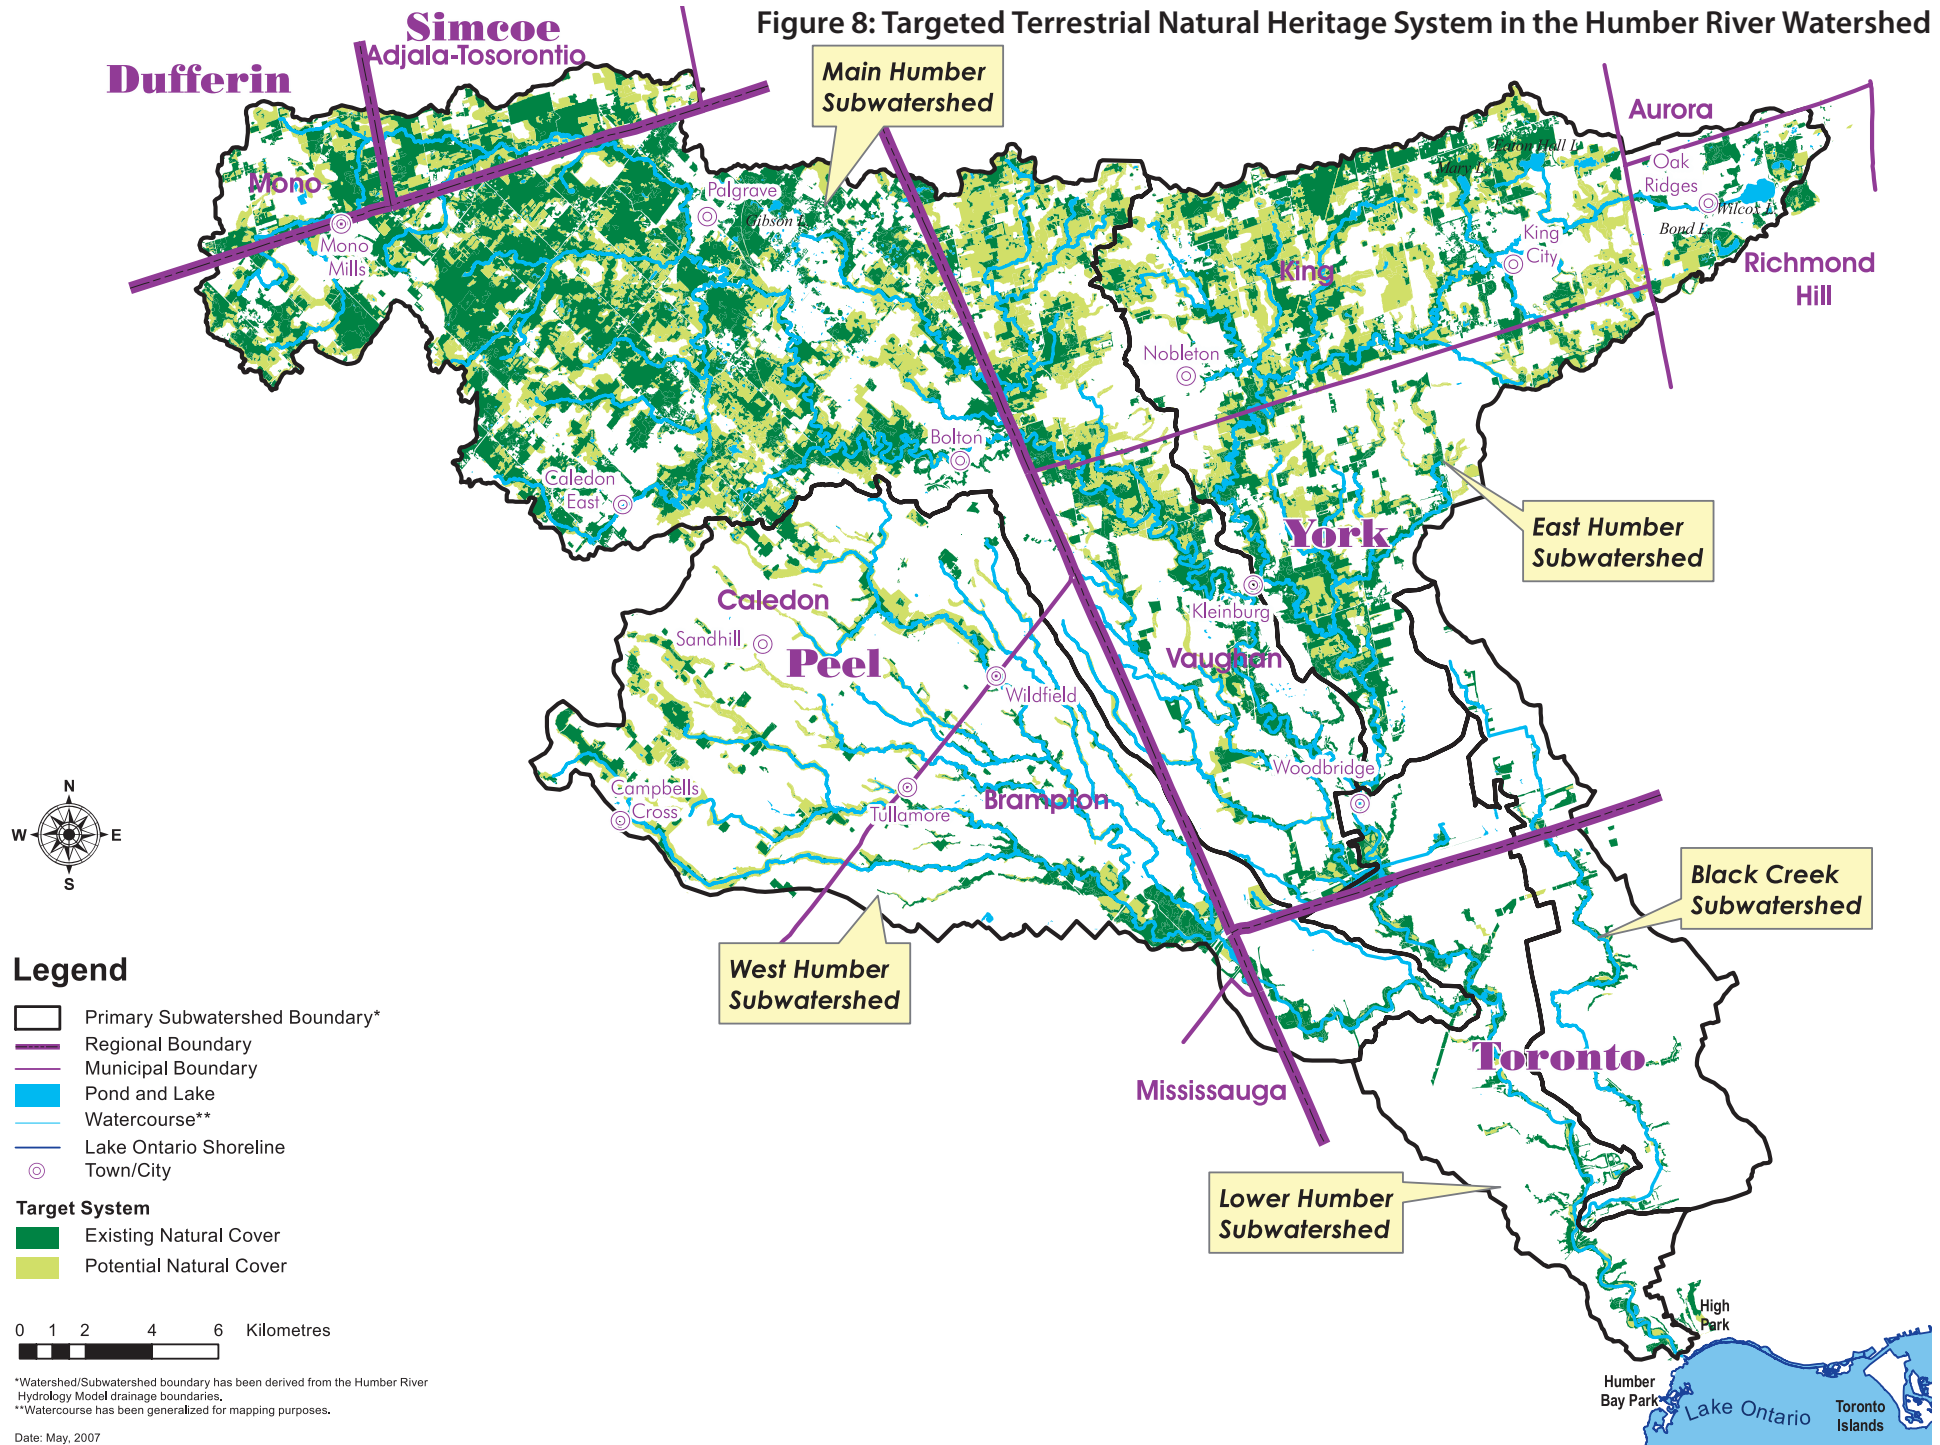 Figure 8: Targeted Terrestrial Natural Heritage System in the Humber River Watershed
Simcoe
Adjala-Tosorontio
Dufferin
Main Humber
Subwatershed
Aurora
Eaton Hall L
Mary L
Oak
Ridges
Mono
Palgrave
Gibson L
Wilcox L
Bond L
Mono
Mills
King
King
City
Richmond
Hill
Nobleton
Bolton
Caledon
East
East Humber
Subwatershed
York
Caledon
Kleinburg
Sandhill
Peel
Vaughan
Wildfield
Woodbridge
Campbells
Cross
Brampton
Tullamore
N
W
E
S
Black Creek
Subwatershed
West Humber
Subwatershed
Toronto
Mississauga
Lower Humber
Subwatershed
High
Park
Humber
Bay Park
Lake Ontario
Toronto
Islands
Legend
Primary Subwatershed Boundary*
Regional Boundary
Municipal Boundary
Pond and Lake
Watercourse**
Lake Ontario Shoreline
Town/City
Target System
Existing Natural Cover
Potential Natural Cover
0 1 2 4 6 Kilometres
*Watershed/Subwatershed boundary has been derived from the Humber River
Hydrology Model drainage boundaries.
**Watercourse has been generalized for mapping purposes.
Date: May, 2007